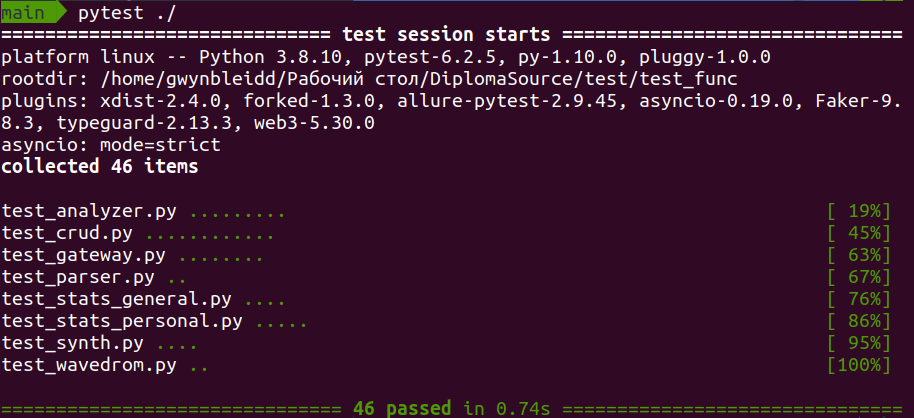 main pytest ./
============================== test session starts ===============================
platform linux -- Python 3.8.10, pytest-6.2.5, py-1.10.0, pluggy-1.0.0
rootdir: /home/gwynbleidd/Рабочий стол/DiplomaSource/test/test_func
plugins: xdist-2.4.0, forked-1.3.0, allure-pytest-2.9.45, asyncio-0.19.0, Faker-9.
8.3, typeguard-2.13.3, web3-5.30.0
asyncio: mode=strict
collected 46 items
test_analyzer.py ......... [ 19%]
test_crud.py ............ [ 45%]
test_gateway.py ........ [ 63%]
test_parser.py .. [ 67%]
test_stats_general.py .... [ 76%]
test_stats_personal.py ..... [ 86%]
test_synth.py .... [ 95%]
test_wavedrom.py .. [100%]
=============================== 46 passed in 0.74s ===============================